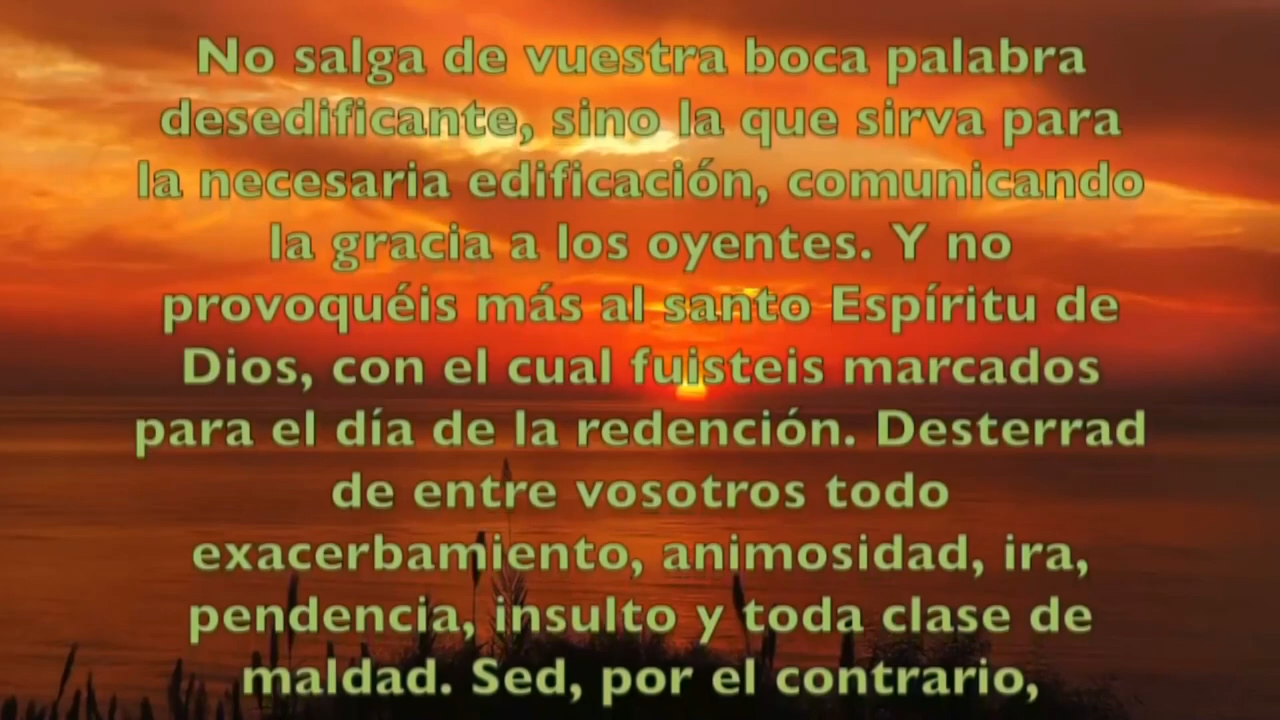 No salga de vuestra boca palabra
desedificante, sino la que sirva para
la necesaria edificación, comunicando
la gracia a los oyentes. Y no
provoquéis más al santo Espíritu de
Dios, con el cual fuisteis marcados
para el día de la redención. Desterrad
de entre vosotros todo
exacerbamiento, animosidad, ira,
pendencia, insulto y toda clase de
maldad. Sed, por el contrario,